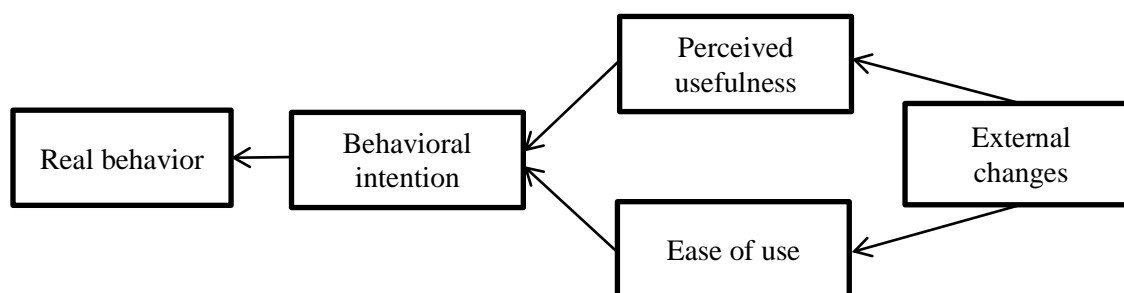 Perceived
usefulness
Real behavior
Behavioral
intention
External
changes
Ease of use